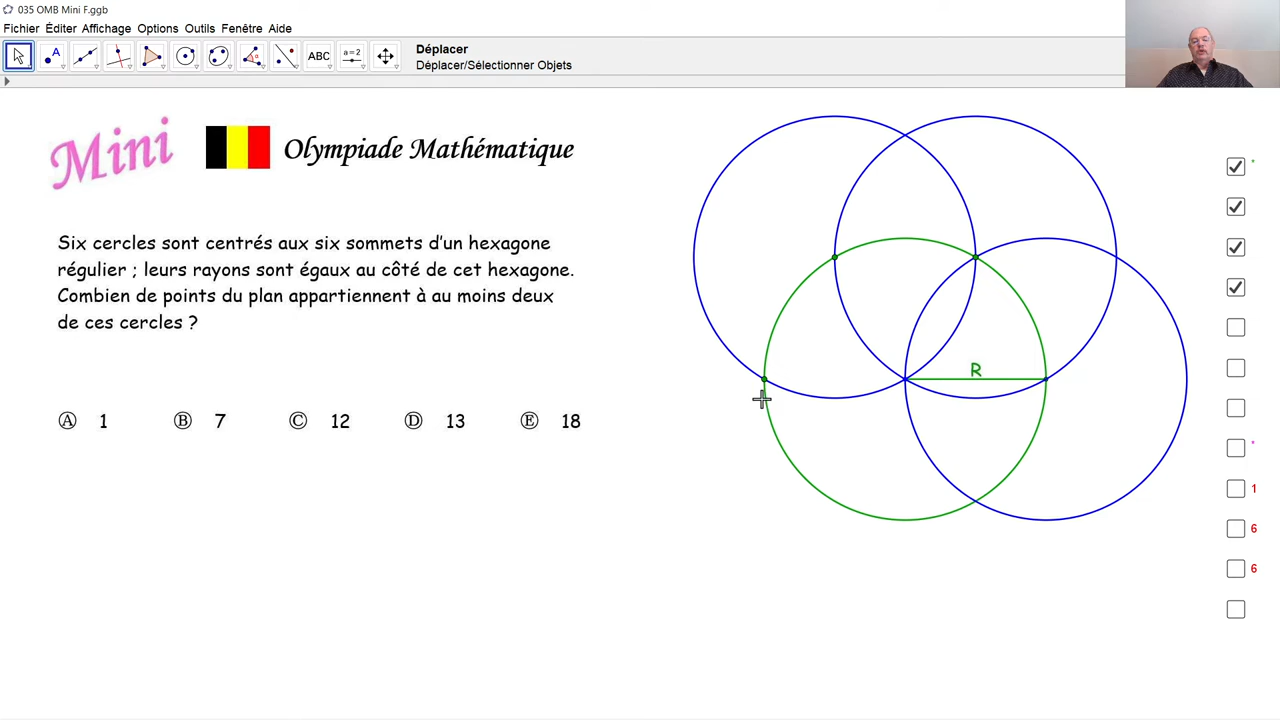 035 OMB Mini F.ggb
Fichier Éditer Affichage Options Outils Fenêtre Aide
A
ABC
a=2
Déplacer
Déplacer/Sélectionner Objets
Mini
Olympiade Mathématique
Six cercles sont centrés aux six sommets d'un hexagone
régulier ; leurs rayons sont égaux au côté de cet hexagone.
Combien de points du plan appartiennent à au moins deux
de ces cercles ?
Ⓐ 1 Ⓑ 7 Ⓒ 12 Ⓓ 13 Ⓔ 18
R
*
*
1
6
6